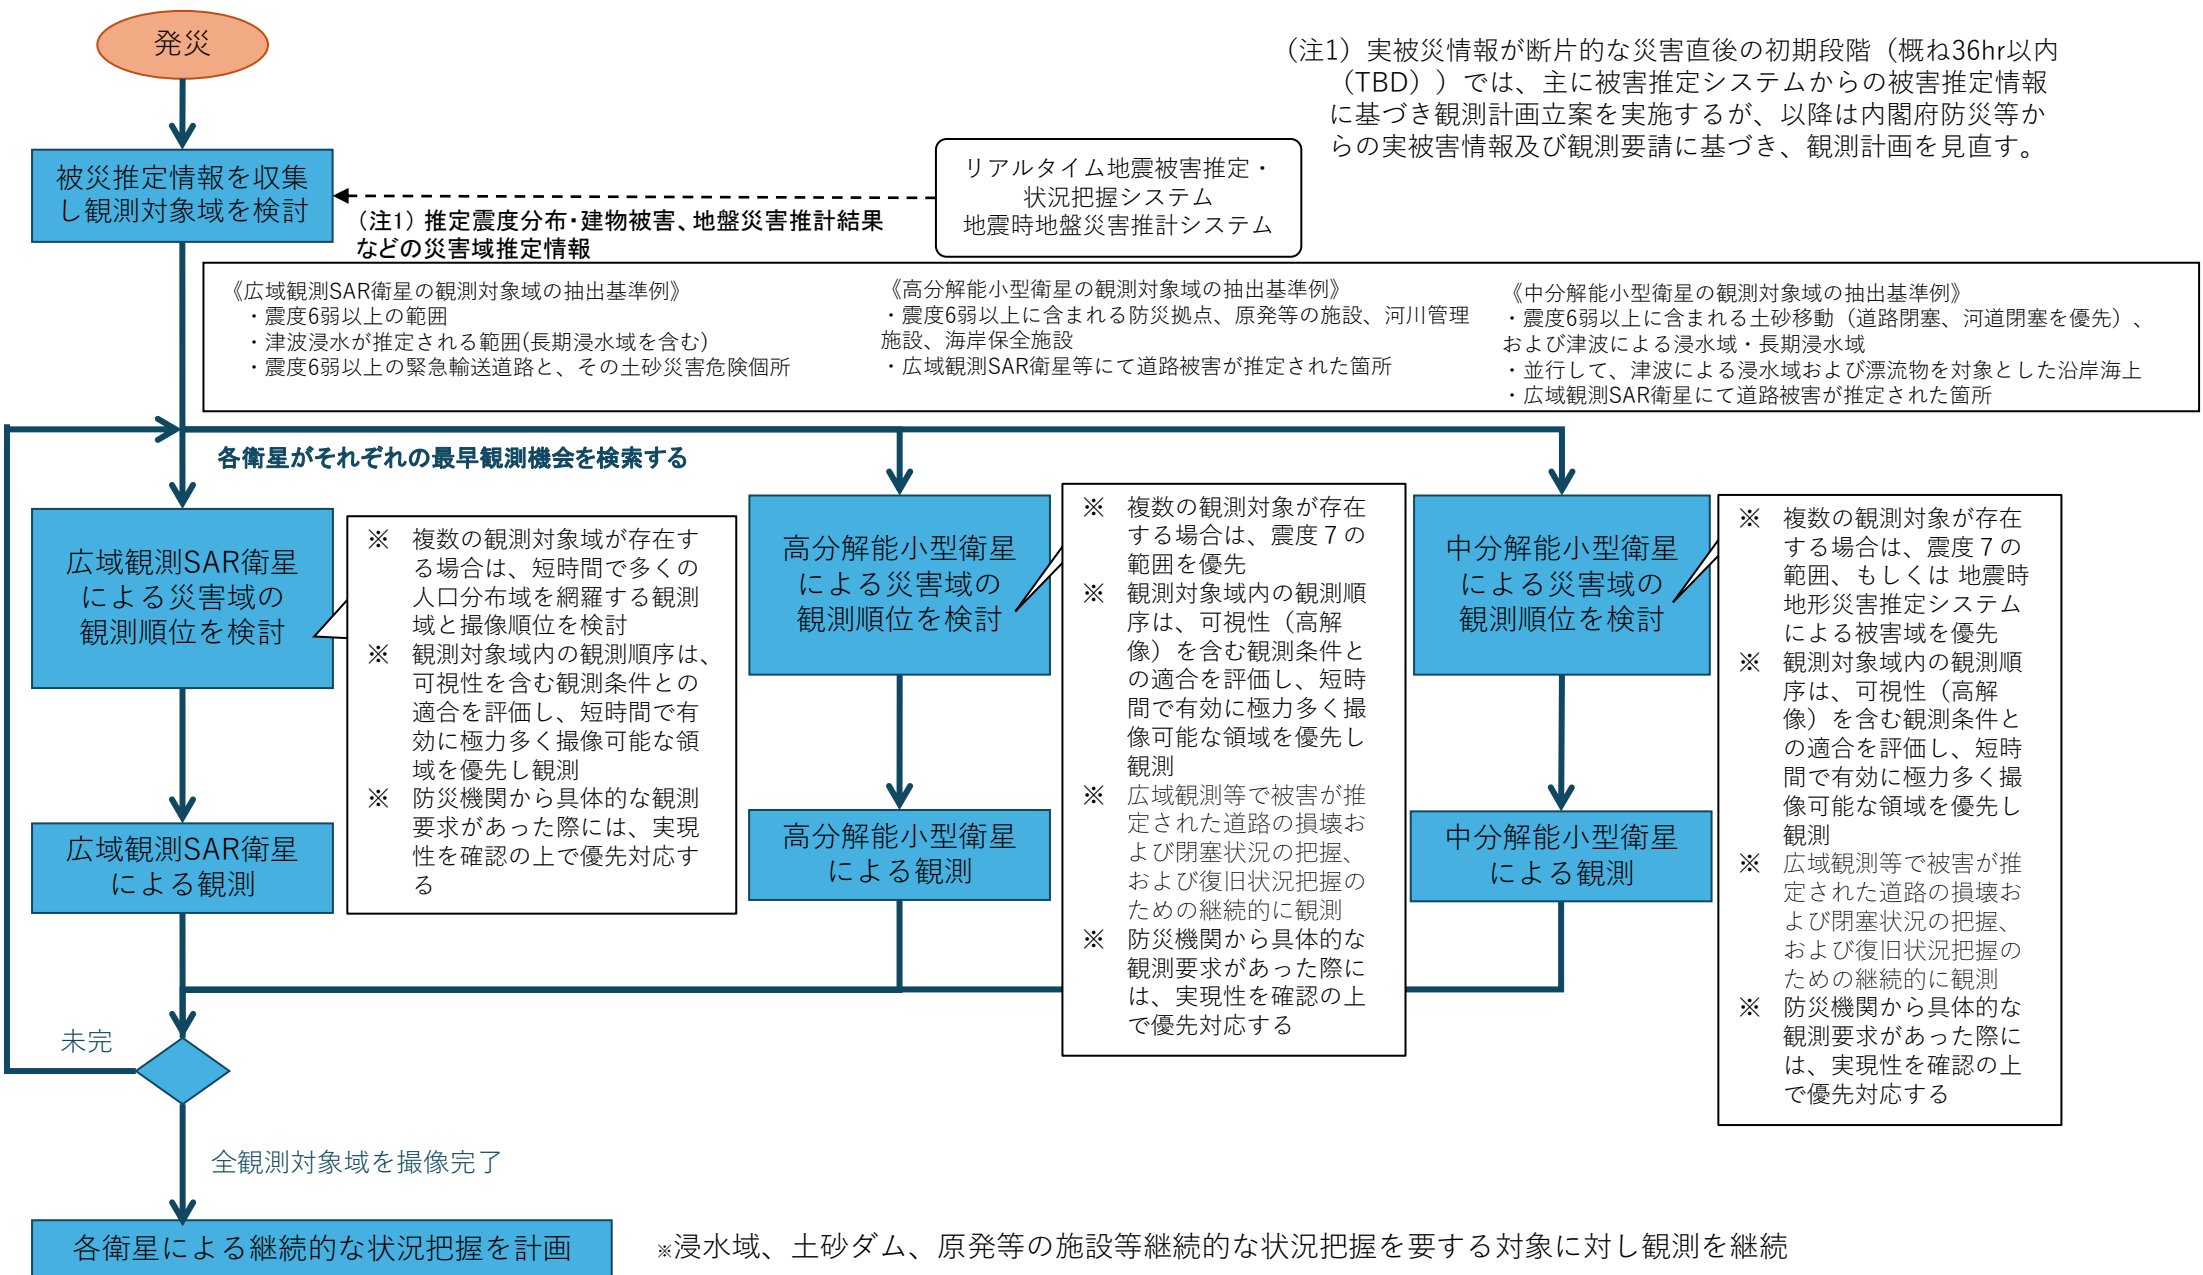 発災
（注1）実被災情報が断片的な災害直後の初期段階（概ね36hr以内
（TBD））では、主に被害推定システムからの被害推定情報
に基づき観測計画立案を実施するが、以降は内閣府防災等か
らの実被害情報及び観測要請に基づき、観測計画を見直す。
被災推定情報を収集
し観測対象域を検討
リアルタイム地震被害推定・
状況把握システム
地震時地盤災害推計システム
（注1）推定震度分布・建物被害、地盤災害推計結果
などの災害域推定情報
《広域観測SAR衛星の観測対象域の抽出基準例》
・震度6弱以上の範囲
・津波浸水が推定される範囲(長期浸水域を含む)
・震度6弱以上の緊急輸送道路と、その土砂災害危険個所
《高分解能小型衛星の観測対象域の抽出基準例》
・震度6弱以上に含まれる防災拠点、原発等の施設、河川管理
施設、海岸保全施設
・広域観測SAR衛星等にて道路被害が推定された箇所
《中分解能小型衛星の観測対象域の抽出基準例》
・震度6弱以上に含まれる土砂移動（道路閉塞、河道閉塞を優先）、
および津波による浸水域・長期浸水域
・並行して、津波による浸水域および漂流物を対象とした沿岸海上
・広域観測SAR衛星にて道路被害が推定された箇所
各衛星がそれぞれの最早観測機会を検索する
広域観測SAR衛星
による災害域の
観測順位を検討
※ 複数の観測対象域が存在す
る場合は、短時間で多くの
人口分布域を網羅する観測
域と撮像順位を検討
※ 観測対象域内の観測順序は、
可視性を含む観測条件との
適合を評価し、短時間で有
効に極力多く撮像可能な領
域を優先し観測
※ 防災機関から具体的な観測
要求があった際には、実現
性を確認の上で優先対応す
る
広域観測SAR衛星
による観測
高分解能小型衛星
による災害域の
観測順位を検討
※ 複数の観測対象が存在
する場合は、震度７の
範囲を優先
※ 観測対象域内の観測順
序は、可視性（高解
像）を含む観測条件と
の適合を評価し、短時
間で有効に極力多く撮
像可能な領域を優先し
観測
※ 広域観測等で被害が推
定された道路の損壊お
よび閉塞状況の把握、
および復旧状況把握の
ための継続的に観測
※ 防災機関から具体的な
観測要求があった際に
は、実現性を確認の上
で優先対応する
高分解能小型衛星
による観測
中分解能小型衛星
による災害域の
観測順位を検討
※ 複数の観測対象が存在
する場合は、震度７の
範囲、もしくは 地震時
地形災害推定システム
による被害域を優先
※ 観測対象域内の観測順
序は、可視性（高解
像）を含む観測条件と
の適合を評価し、短時
間で有効に極力多く撮
像可能な領域を優先し
観測
※ 広域観測等で被害が推
定された道路の損壊お
よび閉塞状況の把握、
および復旧状況把握の
ための継続的に観測
※ 防災機関から具体的な
観測要求があった際に
は、実現性を確認の上
で優先対応する
中分解能小型衛星
による観測
未完
全観測対象域を撮像完了
各衛星による継続的な状況把握を計画
※浸水域、土砂ダム、原発等の施設等継続的な状況把握を要する対象に対し観測を継続